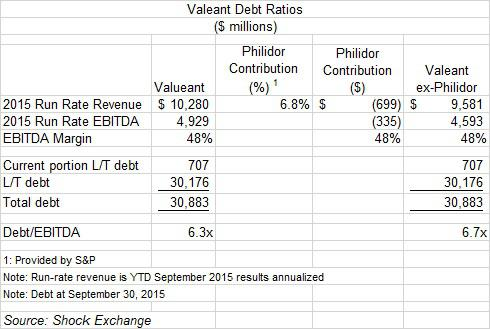 Valeant Debt Ratios
($ millions)
Philidor Philidor
Contribution Contribution Valeant
Valueant (%) 1 ($) ex-Philidor
2015 Run Rate Revenue $ 10,280 6.8% $ (699) $ 9,581
2015 Run Rate EBITDA 4,929 (335) 4,593
EBITDA Margin 48% 48% 48%
Current portion L/T debt 707 707
L/T debt 30,176 30,176
Total debt 30,883 30,883
Debt/EBITDA 6.3x 6.7x
1: Provided by S&P
Note: Run-rate revenue is YTD September 2015 results annualized
Note: Debt at September 30, 2015
Source: Shock Exchange